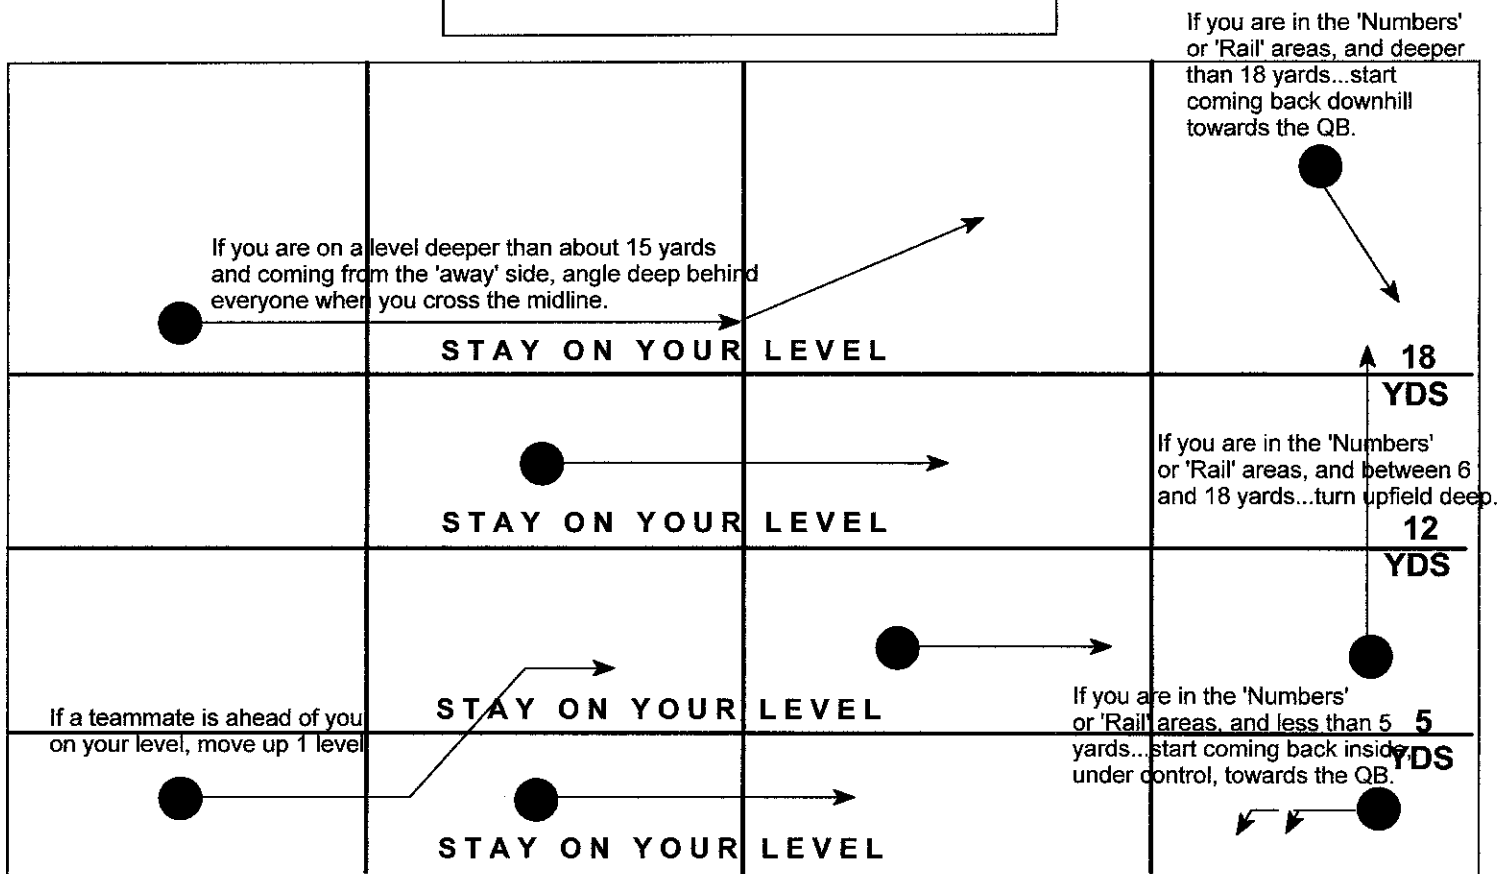 If you are in the 'Numbers'
or 'Rail' areas, and deeper
than 18 yards...start
coming back downhill
towards the QB.
If you are on a level deeper than about 15 yards
and coming from the 'away' side, angle deep behind
everyone when you cross the midline.
STAY ON YOUR LEVEL
18
YDS
If you are in the 'Numbers'
or 'Rail' areas, and between 6
and 18 yards...turn upfield deep.
STAY ON YOUR LEVEL
12
YDS
If a teammate is ahead of you
on your level, move up 1 level
STAY ON YOUR LEVEL
If you are in the 'Numbers'
or 'Rail' areas, and less than 5
yards...start coming back inside,
under control, towards the QB.
5
YDS
STAY ON YOUR LEVEL